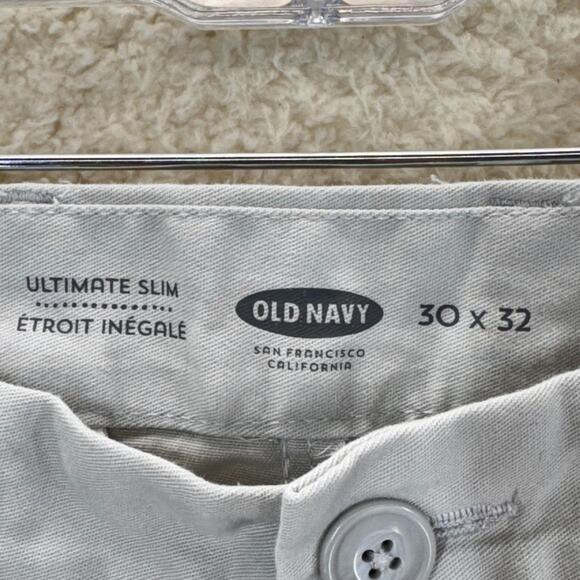 ULTIMATE SLIM
ÉTROIT INÉGALÉ
OLD NAVY
SAN FRANCISCO
CALIFORNIA
30 x 32